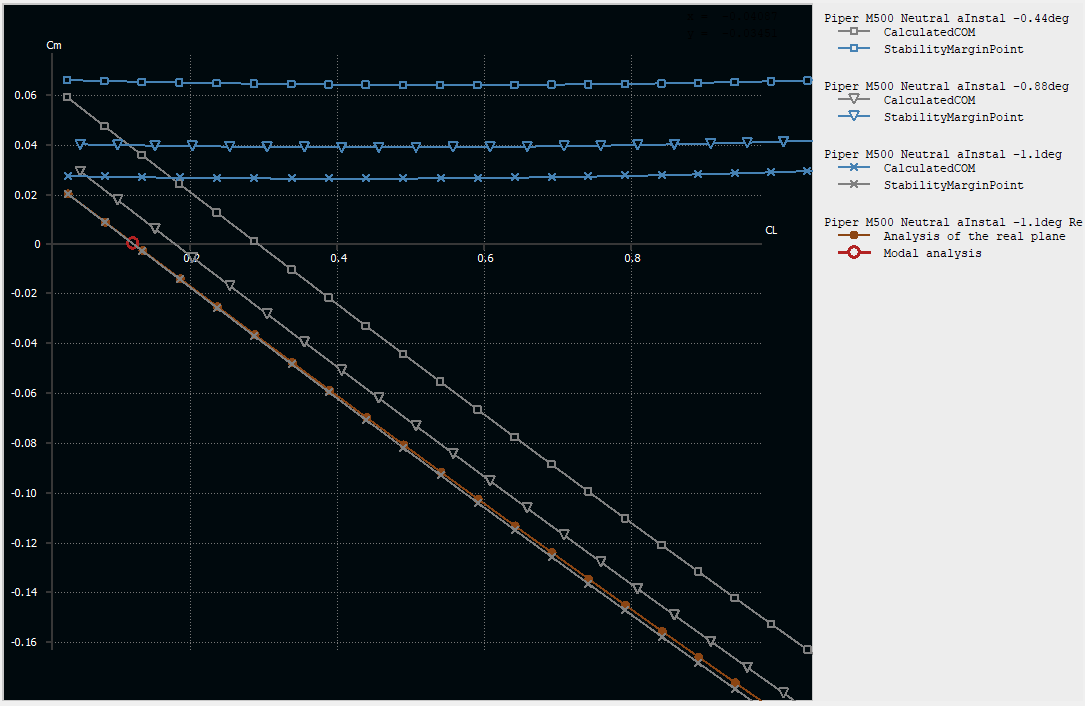 Cm
0.06
0.04
0.02
0
-0.02
-0.04
-0.06
-0.08
-0.10
-0.12
-0.14
-0.16
0.2
0.4
0.6
0.8
CL
Piper M500 Neutral aInstal -0.44deg
CalculatedCOM
StabilityMarginPoint
Piper M500 Neutral aInstal -0.88deg
CalculatedCOM
StabilityMarginPoint
Piper M500 Neutral aInstal -1.1deg
CalculatedCOM
StabilityMarginPoint
Piper M500 Neutral aInstal -1.1deg Re
Analysis of the real plane
Modal analysis